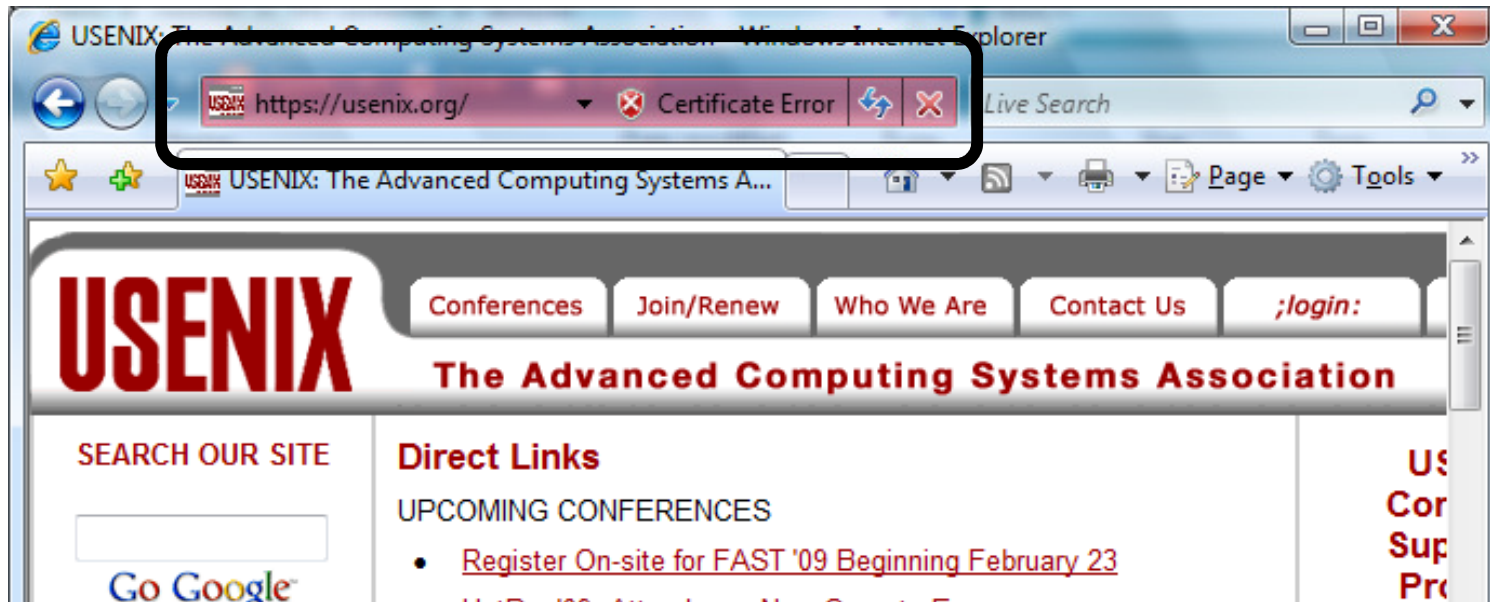 USENIX: The Advanced Computing Systems Association - Windows Internet Explorer
https://usenix.org/ Certificate Error Live Search
USENIX: The Advanced Computing Systems A... Page Tools
USENIX Conferences Join/Renew Who We Are Contact Us ;login:
The Advanced Computing Systems Association
SEARCH OUR SITE
Direct Links
UPCOMING CONFERENCES
• Register On-site for FAST '09 Beginning February 23
Go Google